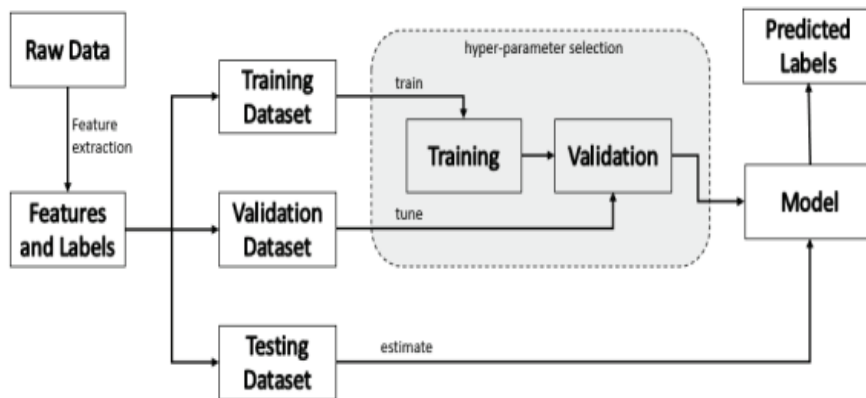 Raw Data
Feature
extraction
Features
and Labels
Training
Dataset
Validation
Dataset
Testing
Dataset
hyper-parameter selection
train
Training
Validation
tune
estimate
Predicted
Labels
Model